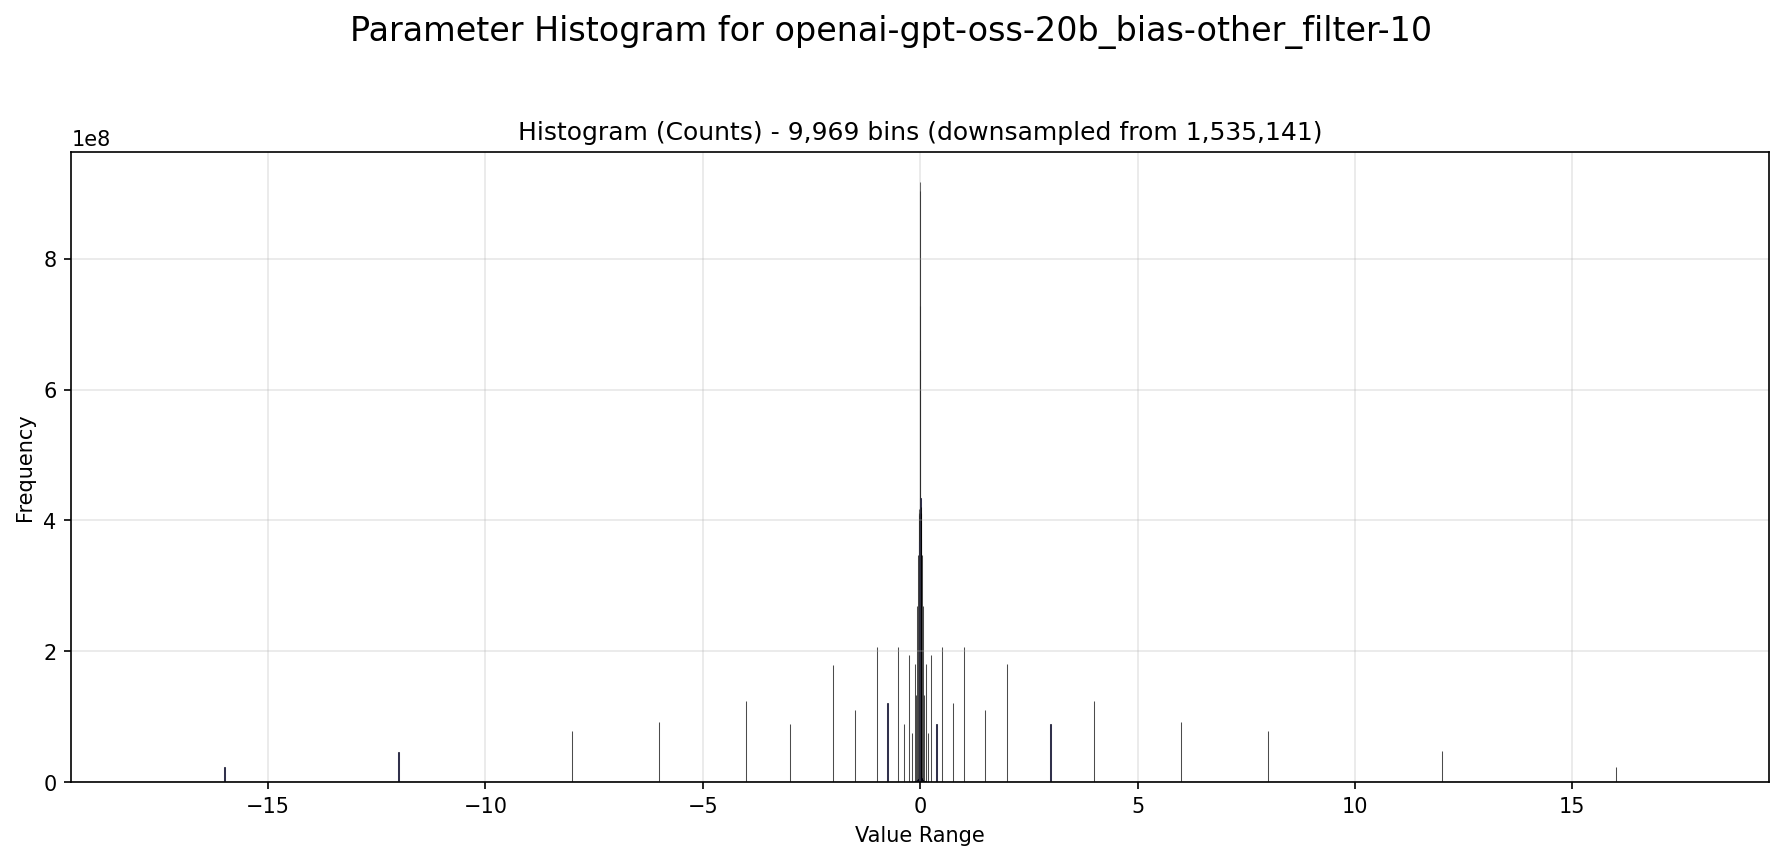 Parameter Histogram for openai-gpt-oss-20b_bias-other_filter-10
Histogram (Counts) - 9,969 bins (downsampled from 1,535,141)
1e8
8
6
4
2
0
Frequency
−15
−10
−5
0
5
10
15
Value Range